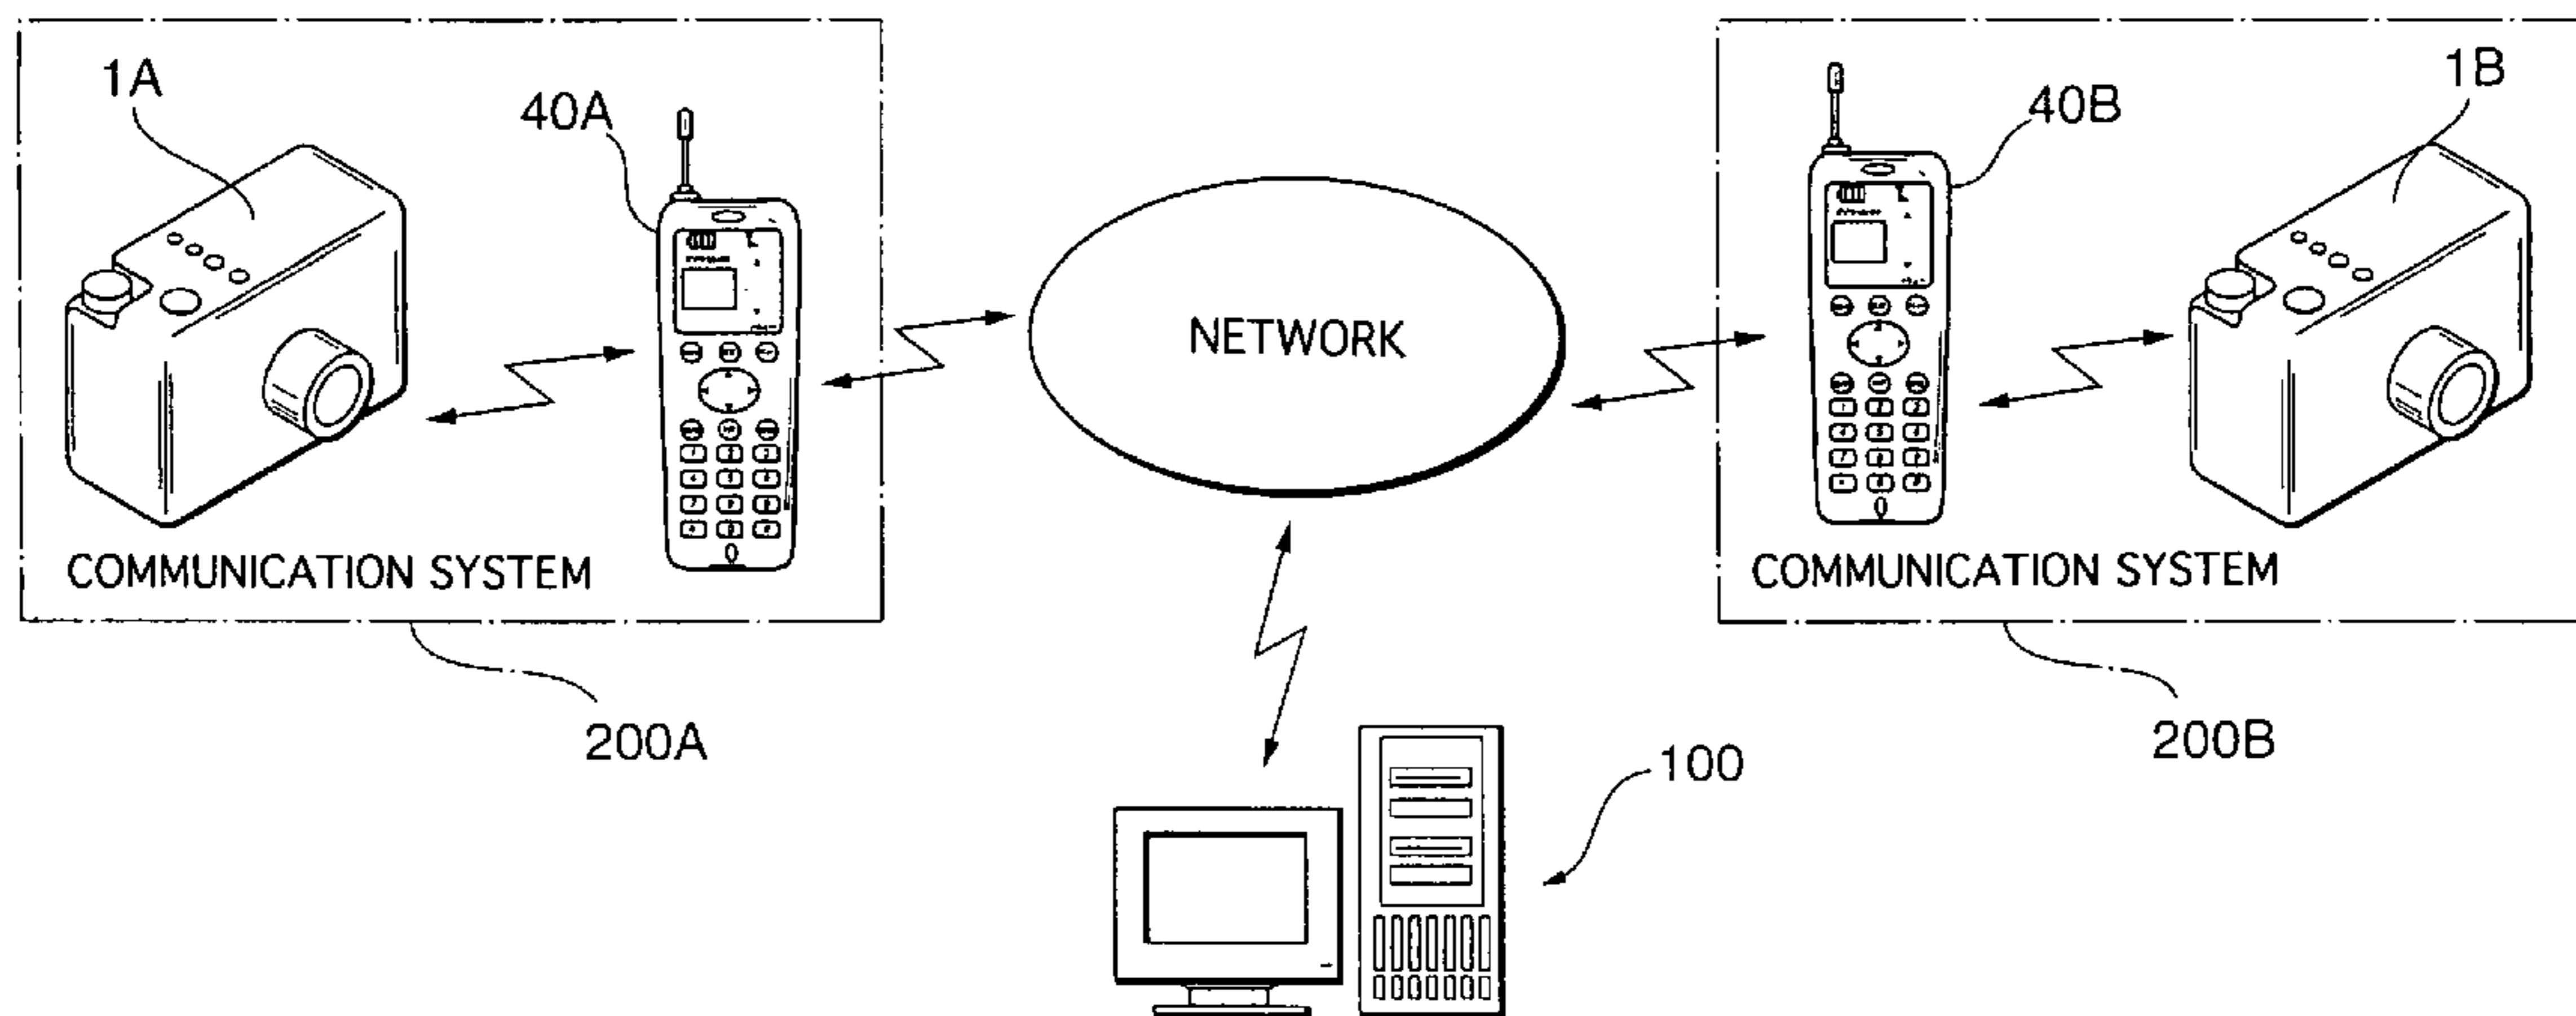 1A
40A
40B
1B
NETWORK
COMMUNICATION SYSTEM
COMMUNICATION SYSTEM
200A
200B
100